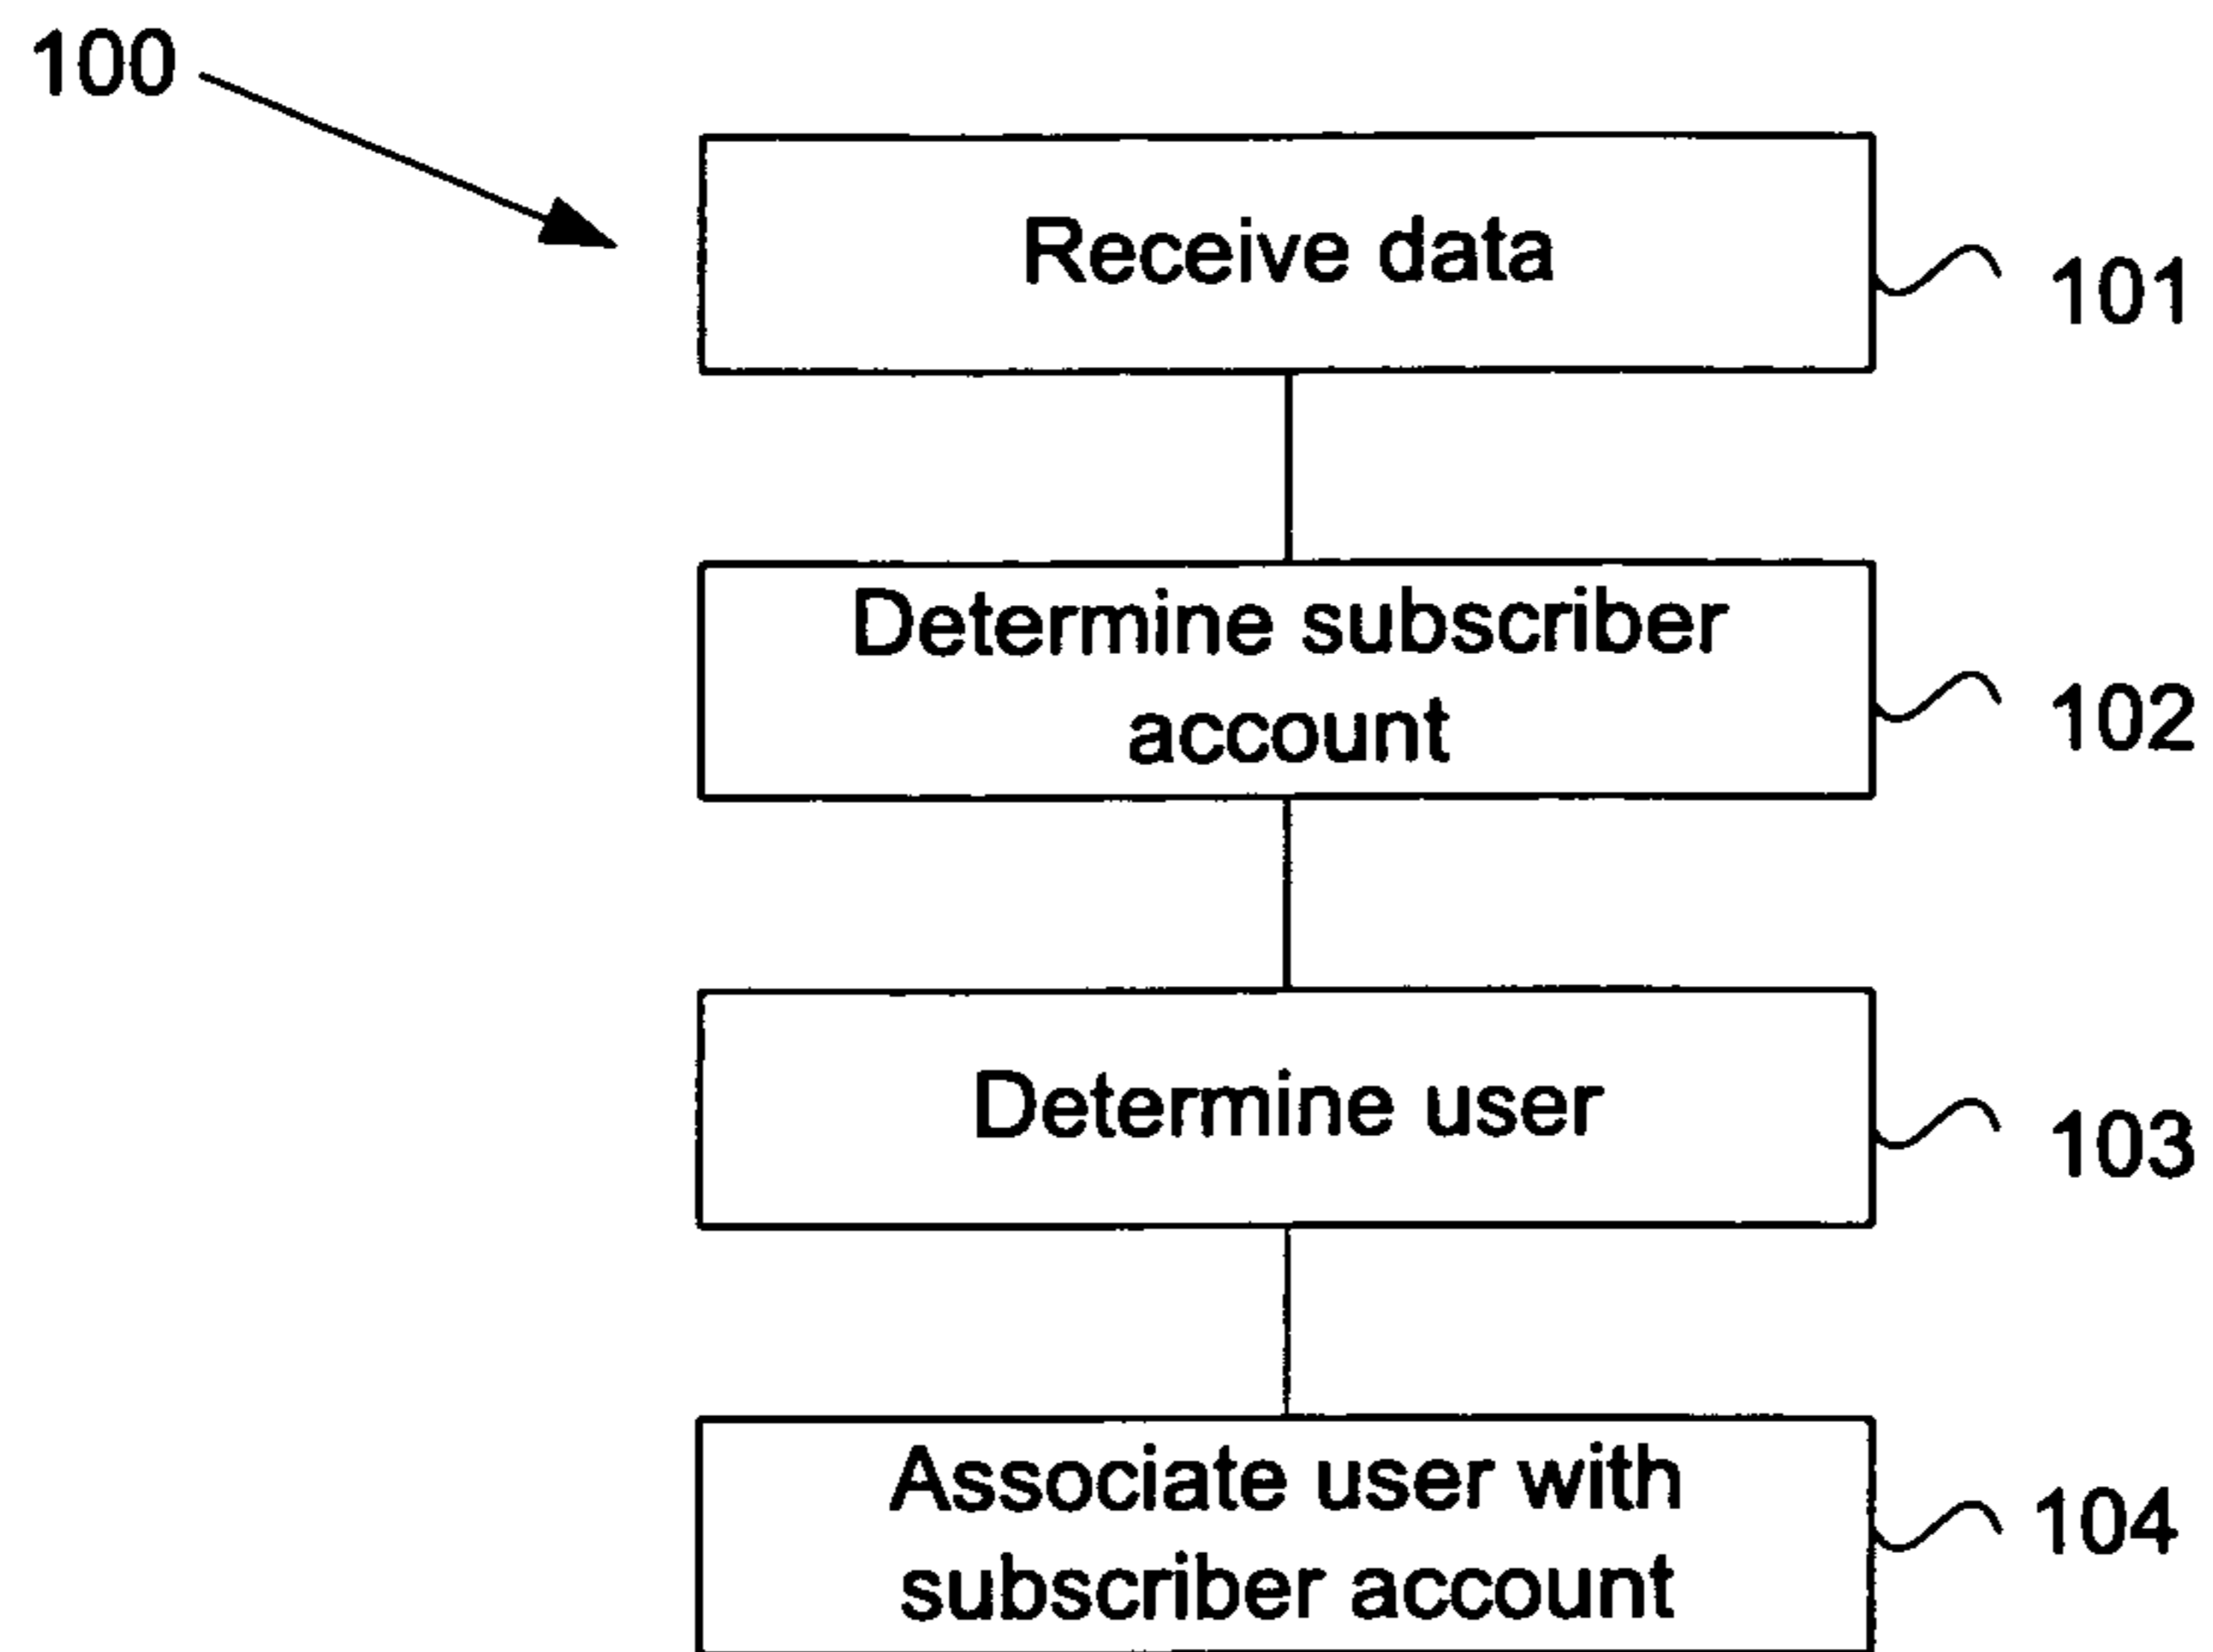 100
Receive data
101
Determine subscriber
account
102
Determine user
103
Associate user with
subscriber account
104